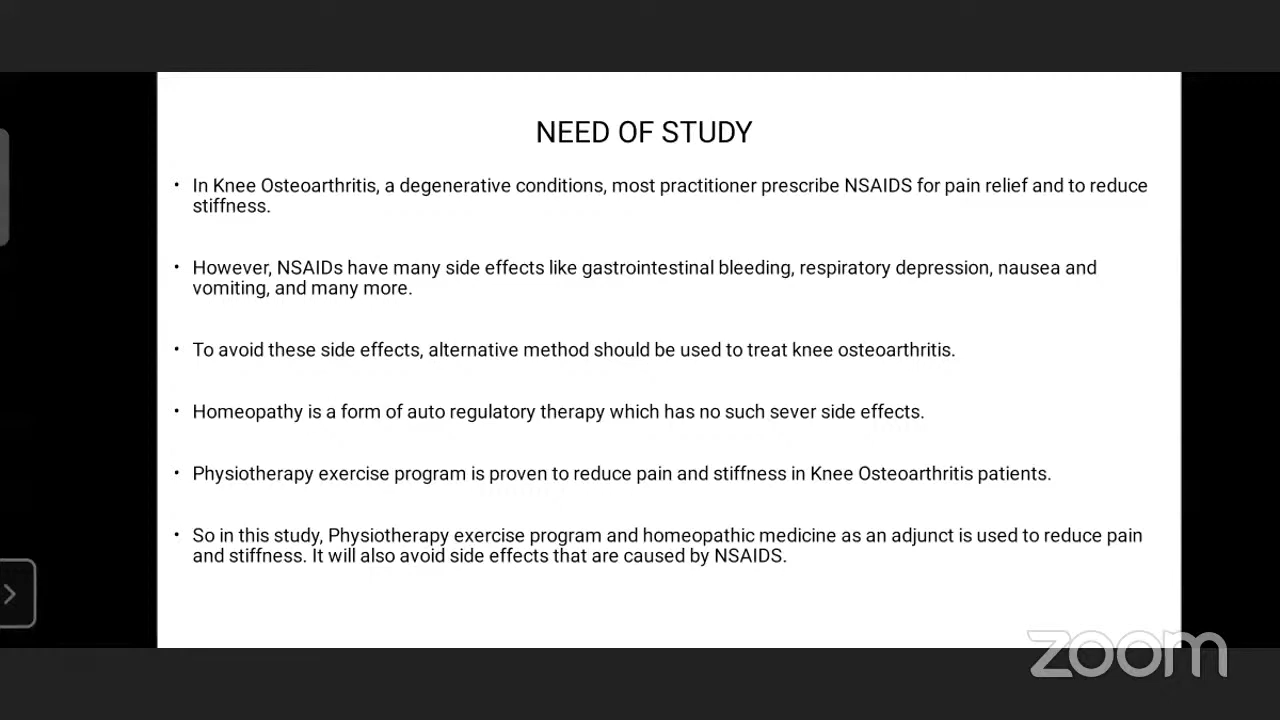 NEED OF STUDY
• In Knee Osteoarthritis, a degenerative conditions, most practitioner prescribe NSAIDS for pain relief and to reduce
stiffness.
• However, NSAIDs have many side effects like gastrointestinal bleeding, respiratory depression, nausea and
vomiting, and many more.
• To avoid these side effects, alternative method should be used to treat knee osteoarthritis.
• Homeopathy is a form of auto regulatory therapy which has no such sever side effects.
• Physiotherapy exercise program is proven to reduce pain and stiffness in Knee Osteoarthritis patients.
• So in this study, Physiotherapy exercise program and homeopathic medicine as an adjunct is used to reduce pain
and stiffness. It will also avoid side effects that are caused by NSAIDS.
zoom